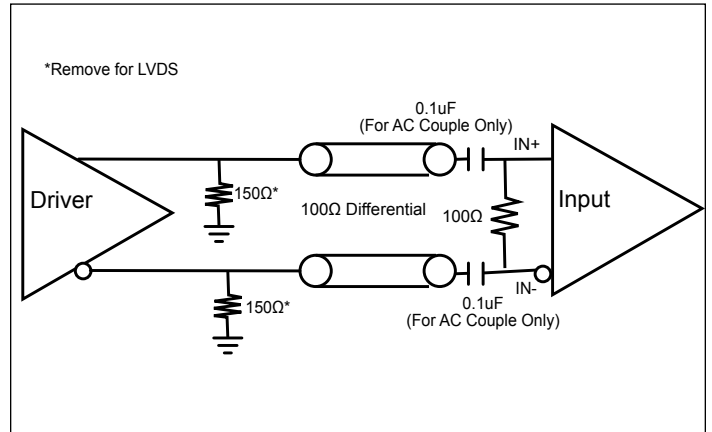 *Remove for LVDS
0.1uF
(For AC Couple Only)
IN+
Driver
150Ω*
100Ω Differential
100Ω
Input
150Ω*
IN-
0.1uF
(For AC Couple Only)